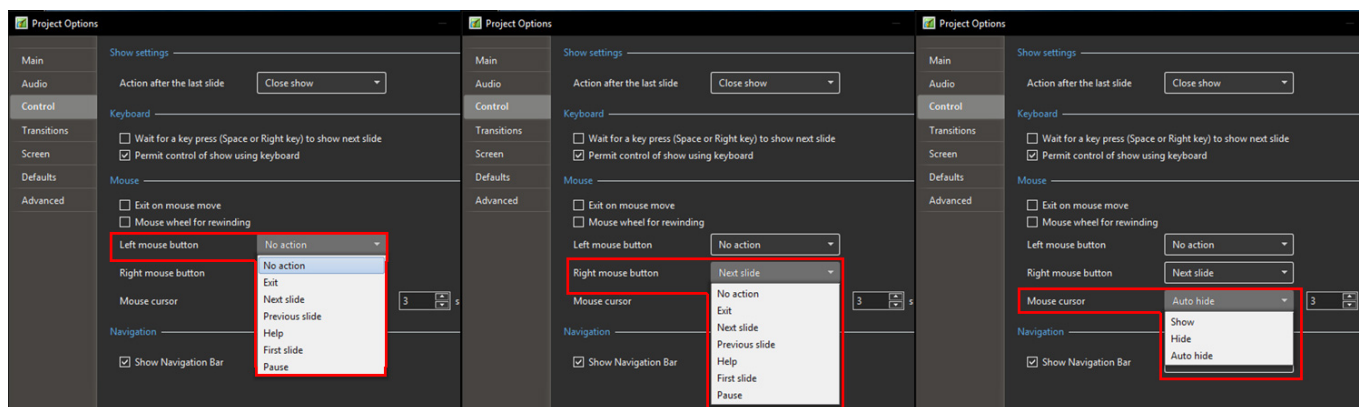 Project Options
Main
Audio
Control
Transitions
Screen
Defaults
Advanced
Show settings
Action after the last slide Close show
Keyboard
Wait for a key press (Space or Right key) to show next slide
Permit control of show using keyboard
Mouse
Exit on mouse move
Mouse wheel for rewinding
Left mouse button No action
No action
Exit
Next slide
Previous slide
Help
First slide
Pause
Right mouse button
Mouse cursor 3 s
Navigation
Show Navigation Bar
Project Options
Main
Audio
Control
Transitions
Screen
Defaults
Advanced
Show settings
Action after the last slide Close show
Keyboard
Wait for a key press (Space or Right key) to show next slide
Permit control of show using keyboard
Mouse
Exit on mouse move
Mouse wheel for rewinding
Left mouse button No action
Right mouse button Next slide
No action
Exit
Next slide
Previous slide
Help
First slide
Pause
Mouse cursor 3 s
Navigation
Show Navigation Bar
Project Options
Main
Audio
Control
Transitions
Screen
Defaults
Advanced
Show settings
Action after the last slide Close show
Keyboard
Wait for a key press (Space or Right key) to show next slide
Permit control of show using keyboard
Mouse
Exit on mouse move
Mouse wheel for rewinding
Left mouse button No action
Right mouse button Next slide
Mouse cursor Auto hide 3
Show
Hide
Auto hide
Navigation
Show Navigation Bar